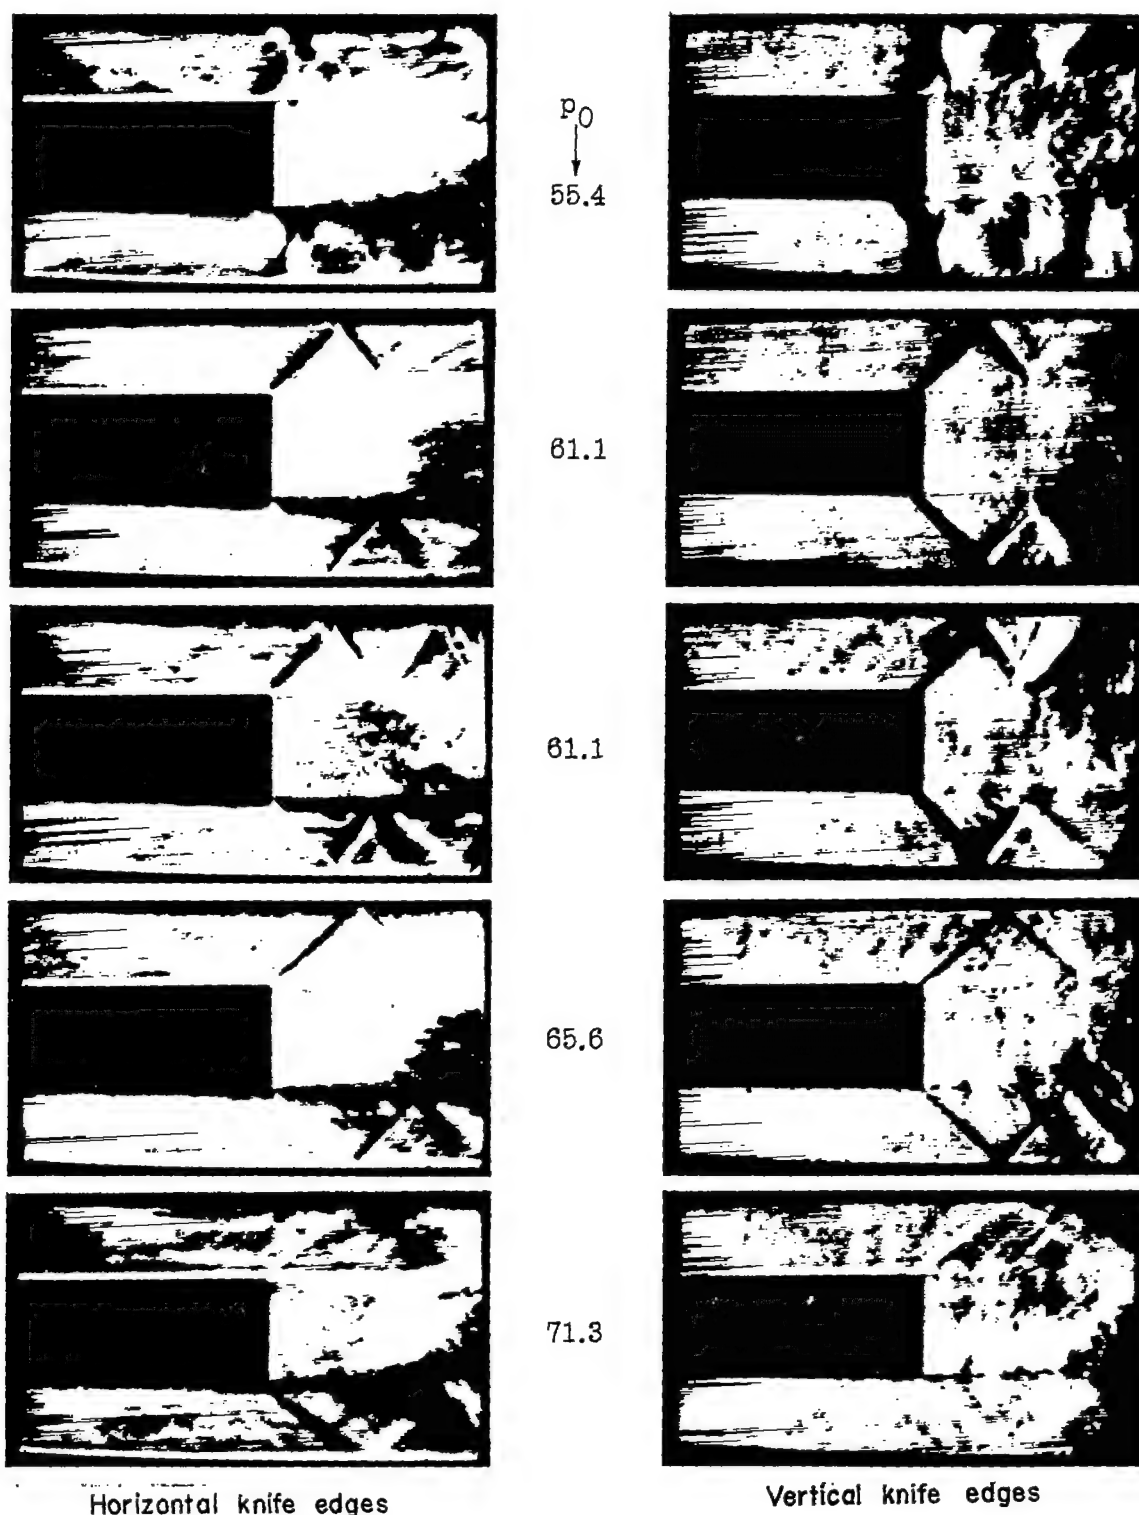 p0
55.4
61.1
61.1
65.6
71.3
Horizontal knife edges
Vertical knife edges